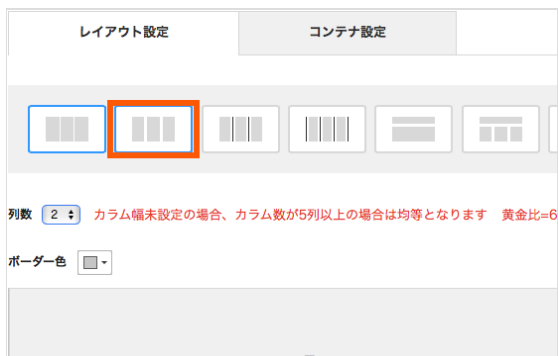 レイアウト設定 コンテナ設定
列数 2 カラム幅未設定の場合、カラム数が5列以上の場合は均等となります 黄金比=6
ボーダー色